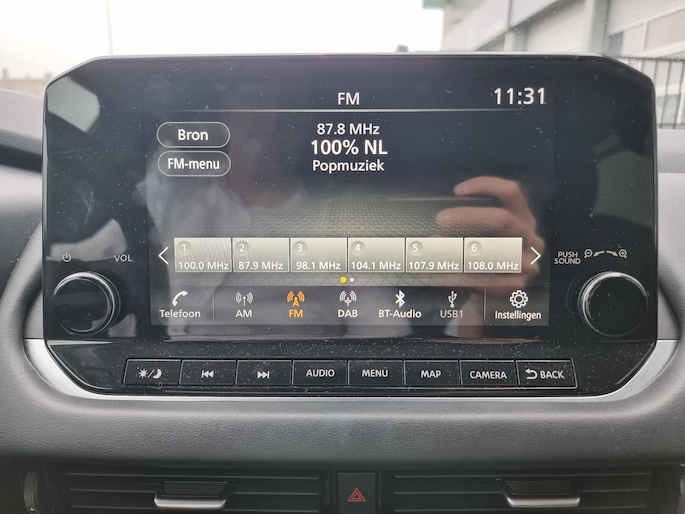 FM
11:31
87.8 MHz
Bron
100% NL
FM-menu
Popmuziek
1 2 3 4 5 6
100.0 MHz 87.9 MHz 98.1 MHz 104.1 MHz 107.9 MHz 108.0 MHz
VOL
PUSH
SOUND
Telefoon AM FM DAB BT-Audio USB1 Instellingen
AUDIO MENU MAP CAMERA BACK